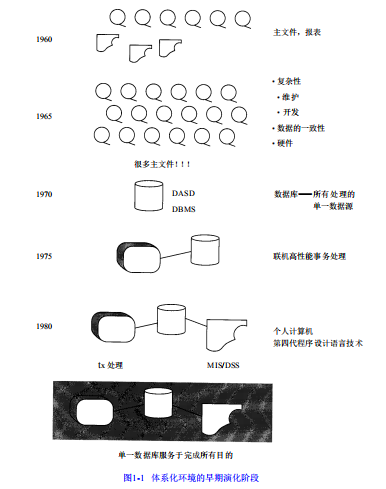 1960
主文件，报表
1965
·复杂性
·维护
·开发
·数据的一致性
·硬件
很多主文件！！！
1970
DASD
DBMS
数据库——所有处理的
单一数据源
1975
联机高性能事务处理
1980
个人计算机
第四代程序设计语言技术
tx 处理
MIS/DSS
单一数据库服务于完成所有目的
图1-1 体系化环境的早期演化阶段